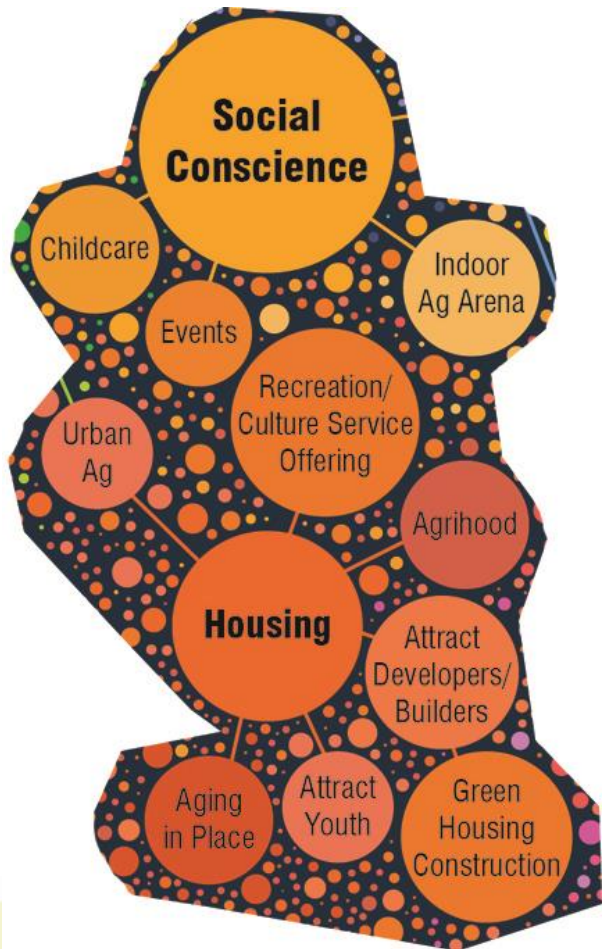 Social
Conscience
Childcare
Indoor
Ag Arena
Events
Recreation/
Culture Service
Offering
Urban
Ag
Agrihood
Housing
Attract
Developers/
Builders
Aging
in Place
Attract
Youth
Green
Housing
Construction